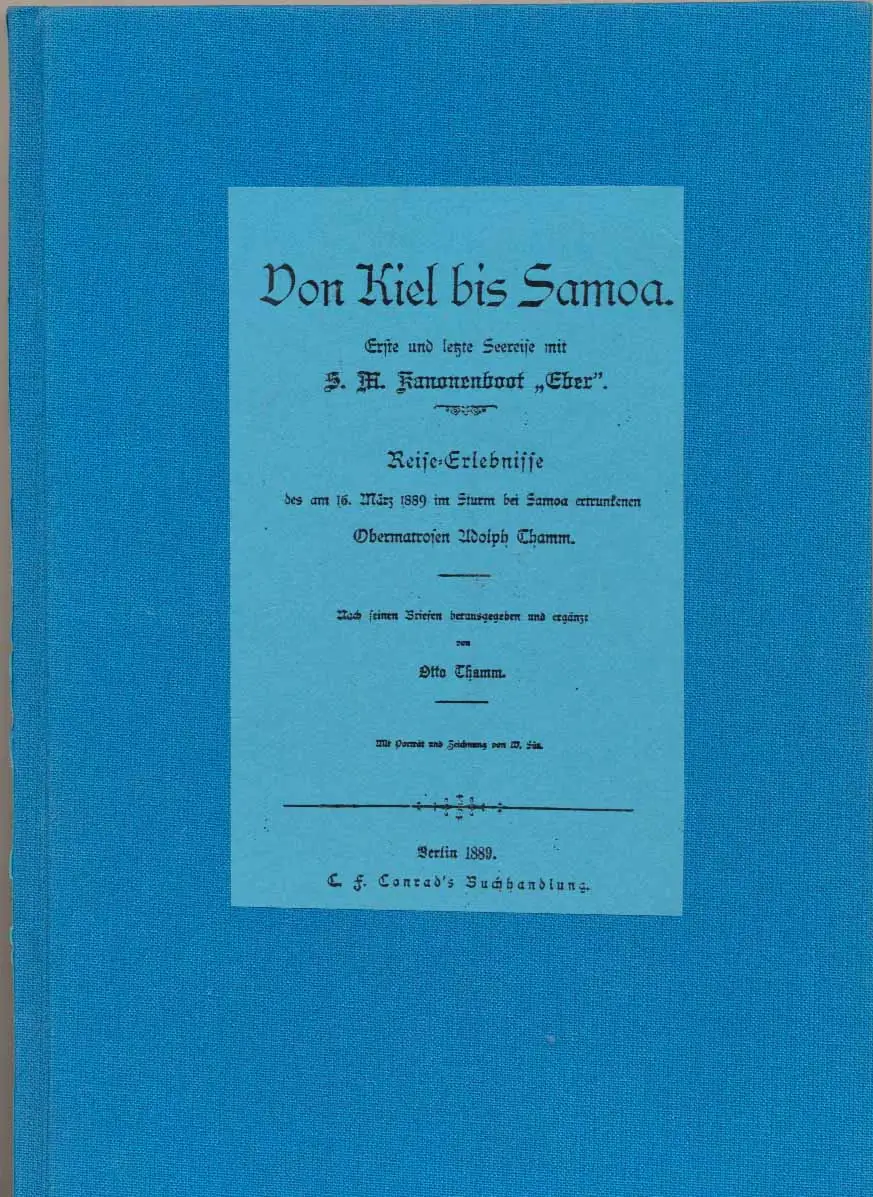 Von Kiel bis Samoa.
Erste und letzte Seereise mit
S. M. Kanonenboot „Eber”.
Reise-Erlebnisse
des am 16. März 1889 im Sturm bei Samoa ertrunkenen
Obermatrosen Adolph Thamm.
Nach seinen Briefen herausgegeben und ergänzt
von
Otto Thamm.
Mit Porträt und Zeichnung von W.
Berlin 1889.
C. F. Conrad's Buchhandlung.